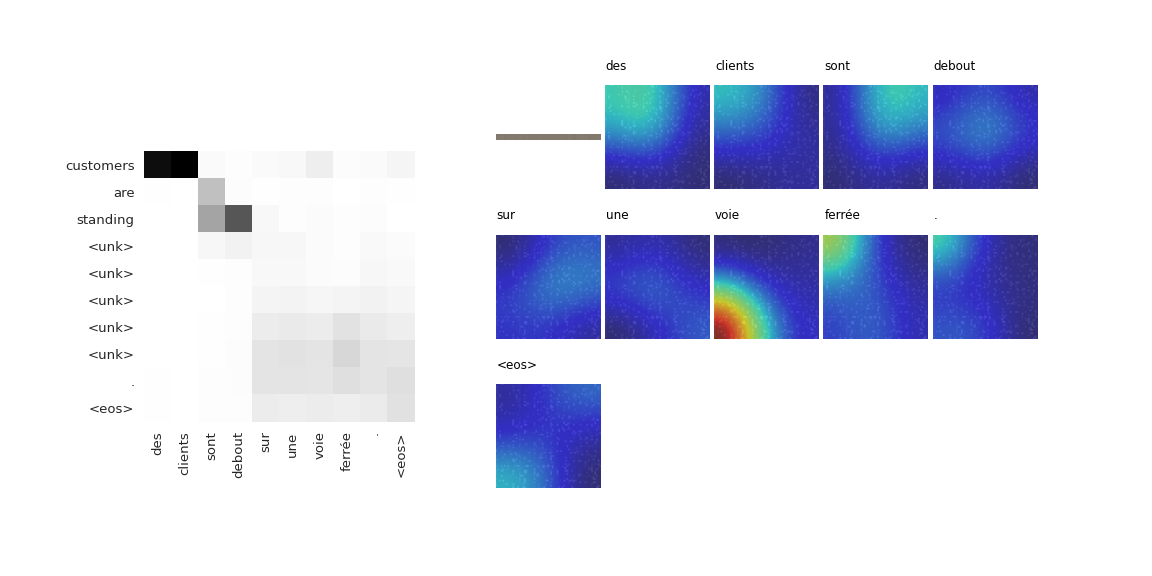 customers
are
standing
<unk>
<unk>
<unk>
<unk>
<unk>
.
<eos>
des
clients
sont
debout
sur
une
voie
ferrée
.
<eos>
des clients sont debout
sur une voie ferrée .
<eos>